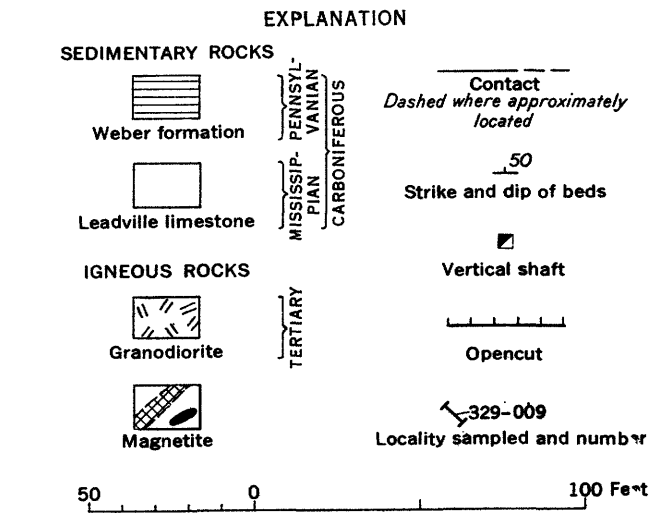 EXPLANATION
SEDIMENTARY ROCKS
Weber formation
PENNSYL-
VANIAN
Leadville limestone
MISSISSIP-
PIAN
CARBONIFEROUS
IGNEOUS ROCKS
Granodiorite
TERTIARY
Magnetite
Contact
Dashed where approximately
located
50
Strike and dip of beds
Vertical shaft
Opencut
329-009
Locality sampled and number
50 0 100 Feet